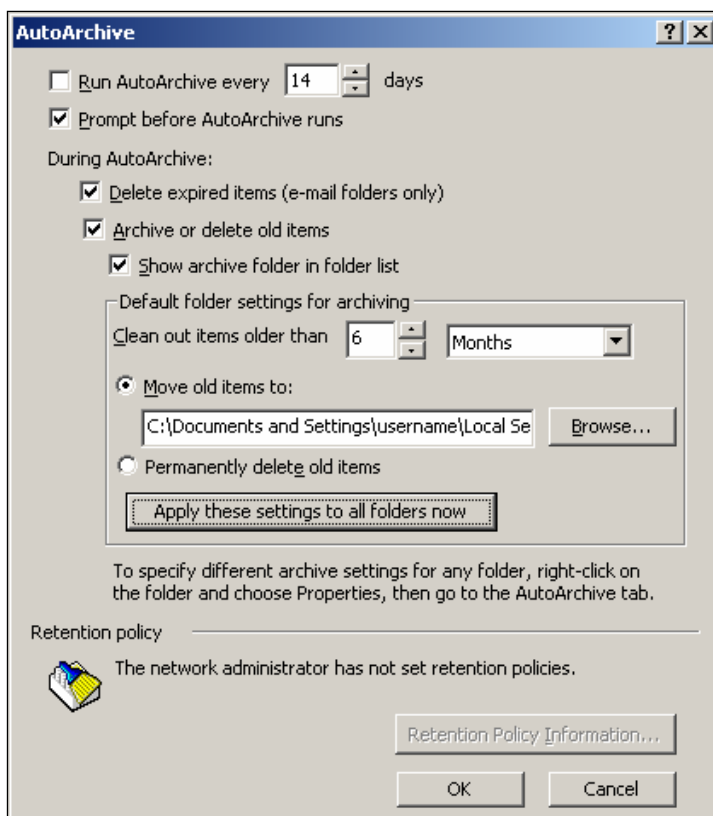 AutoArchive
Run AutoArchive every 14 days
Prompt before AutoArchive runs
During AutoArchive:
Delete expired items (e-mail folders only)
Archive or delete old items
Show archive folder in folder list
Default folder settings for archiving
Clean out items older than 6 Months
Move old items to:
C:\Documents and Settings\username\Local Se Browse...
Permanently delete old items
Apply these settings to all folders now
To specify different archive settings for any folder, right-click on
the folder and choose Properties, then go to the AutoArchive tab.
Retention policy
The network administrator has not set retention policies.
Retention Policy Information...
OK Cancel